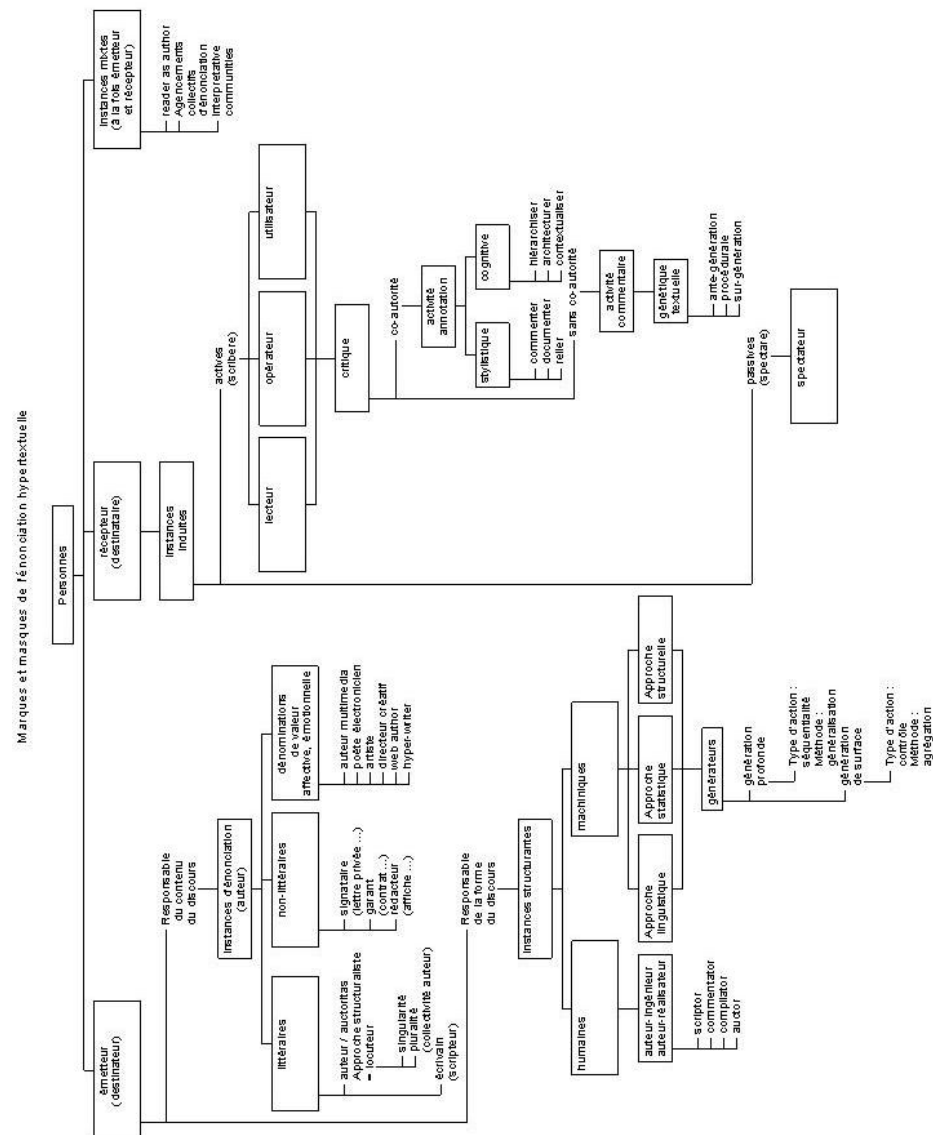 Marques et masques de l'énonciation hypertextuelle
Personnes
émetteur
(destinateur)
Responsable
du contenu
du discours
Instances d'énonciation
(auteur)
littéraires
auteur / auctoritas
Approche structuraliste
= locuteur
singularité
pluralité
(collectivité auteur)
écrivain
(scripteur)
non-littéraires
signataire
(lettre privée ...)
garant
(contrat ...)
rédacteur
(affiche ...)
dénominations
de valeur
affective, émotionnelle
auteur multimedia
poète électronicien
artiste
directeur créatif
web author
hyper-writer
Responsable
de la forme
du discours
Instances structurantes
humaines
auteur-ingénieur
auteur-réalisateur
scriptor
commentator
compilator
auctor
machiniques
Approche
linguistique
Approche
statistique
Approche
structurelle
générateurs
génération
profonde
Type d'action :
séquentialité
Méthode :
généralisation
génération
de surface
Type d'action :
contrôle
Méthode :
agrégation
récepteur
(destinataire)
Instances
induites
actives
(scribere)
lecteur
opérateur
utilisateur
critique
co-autorité
activité
annotation
stylistique
commenter
documenter
relier
cognitive
hiérarchiser
architecturer
contextualiser
sans co-autorité
activité
commentaire
génétique
textuelle
ante-génération
procédurale
sur-génération
passives
(spectare)
spectateur
Instances mixtes
(à la fois émetteur
et récepteur)
reader as author
Agencements
collectifs
d'énonciation
Interpretative
communities